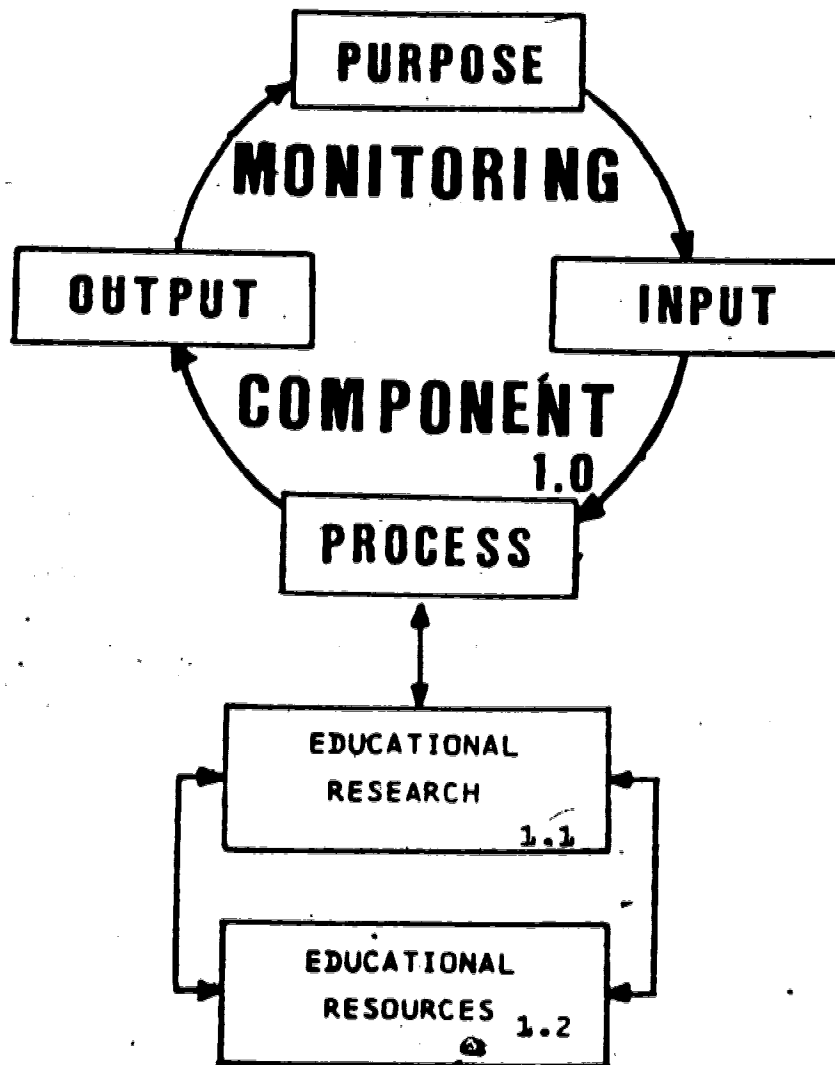 PURPOSE
MONITORING
OUTPUT
INPUT
COMPONENT
1.0
PROCESS
EDUCATIONAL
RESEARCH
1.1
EDUCATIONAL
RESOURCES
1.2